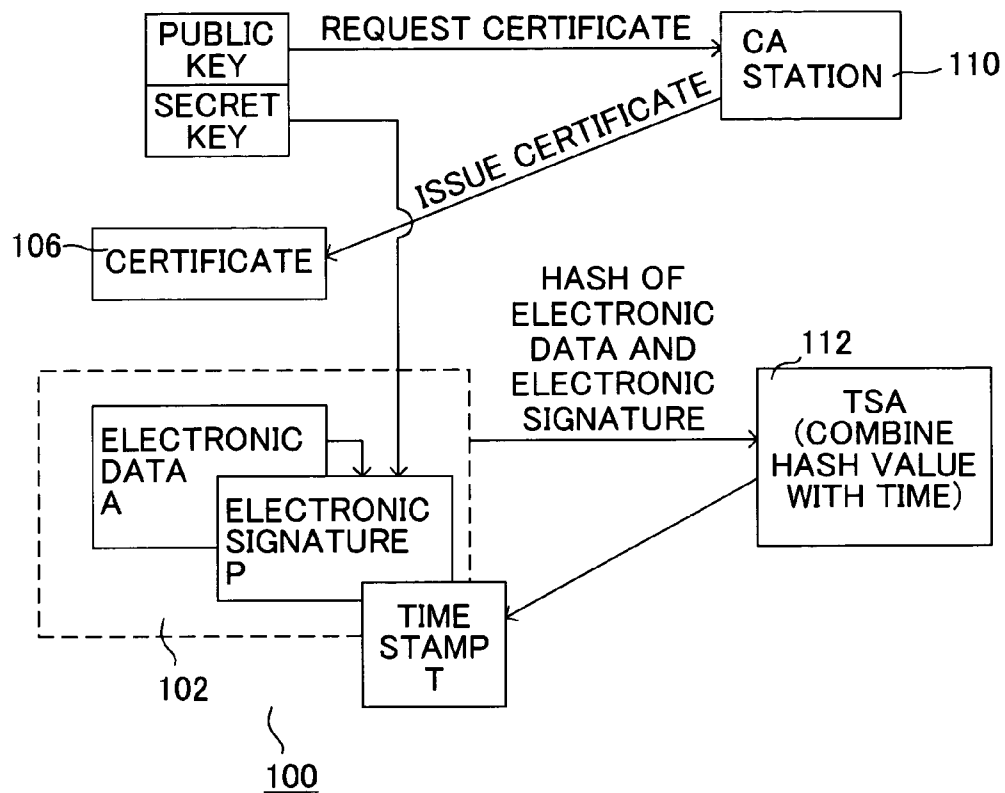 PUBLIC
KEY
SECRET
KEY
REQUEST CERTIFICATE
CA
STATION
110
ISSUE CERTIFICATE
106
CERTIFICATE
HASH OF
ELECTRONIC
DATA AND
ELECTRONIC
SIGNATURE
112
TSA
(COMBINE
HASH VALUE
WITH TIME)
ELECTRONIC
DATA
A
ELECTRONIC
SIGNATURE
P
TIME
STAMP
T
102
100